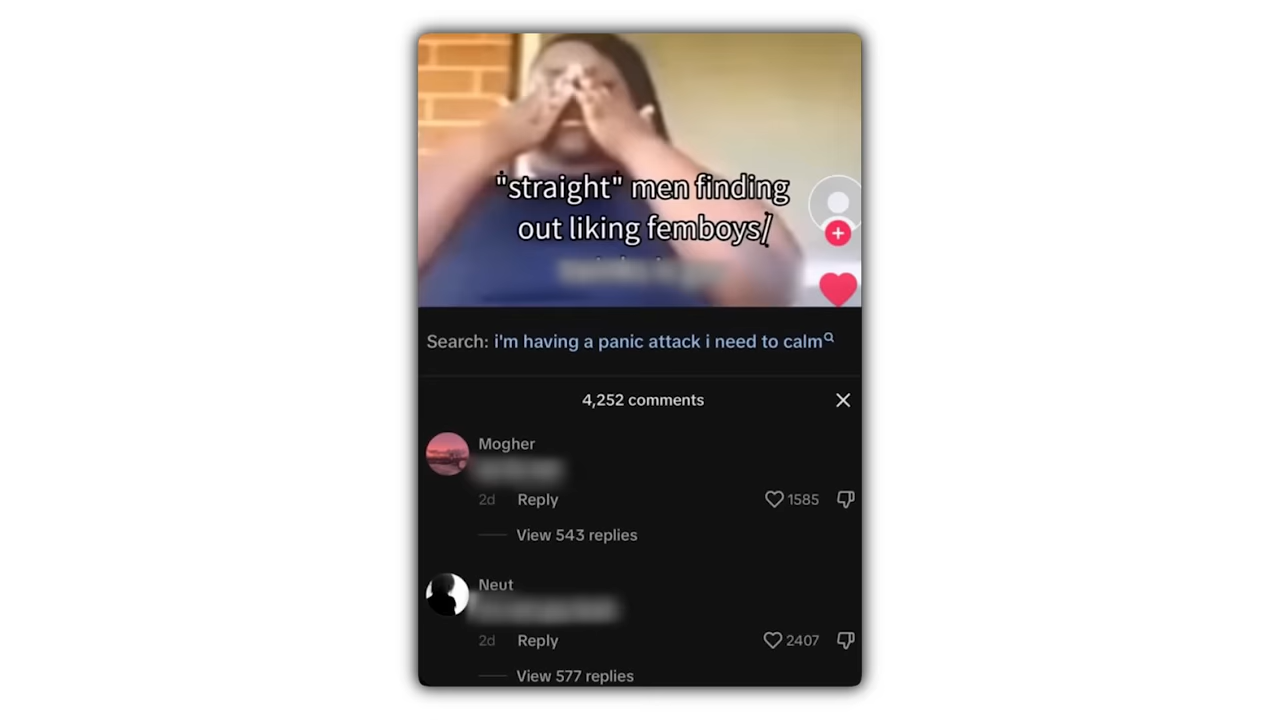 "straight" men finding
out liking femboys/
Search: i'm having a panic attack i need to calm
4,252 comments
Mogher
2d Reply 1585
View 543 replies
Neut
2d Reply 2407
View 577 replies